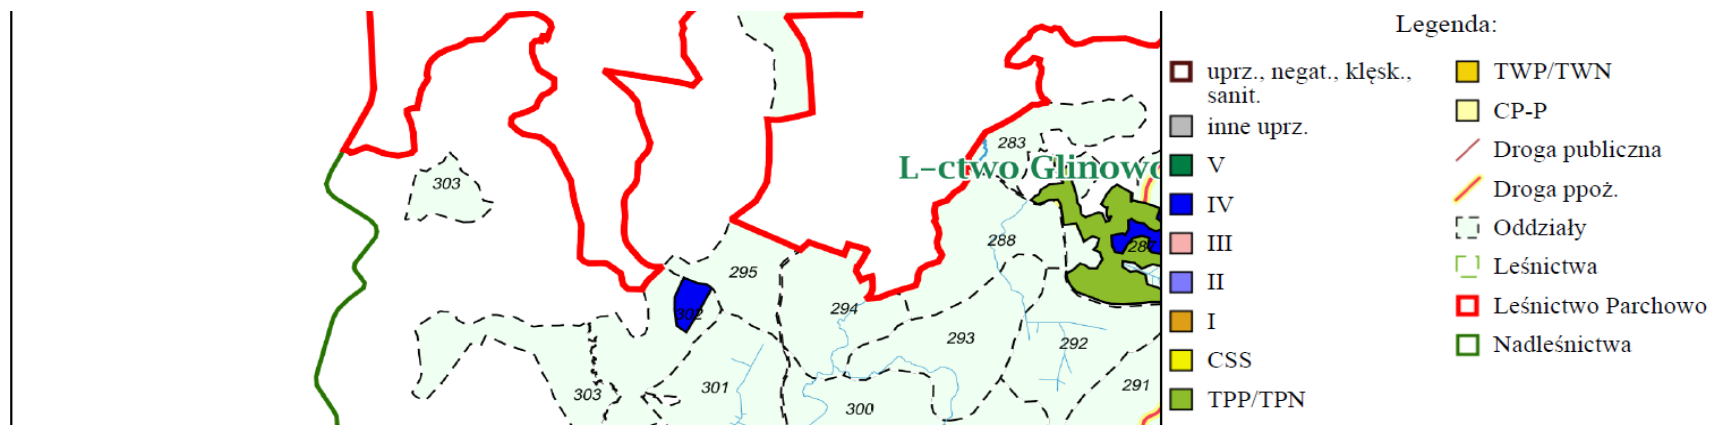 303
283
L-ctwo Glinowo
288
287
295
302
294
293
292
303
301
300
291
Legenda:
uprz., negat., klęsk.,
sanit.
inne uprz.
V
IV
III
II
I
CSS
TPP/TPN
TWP/TWN
CP-P
Droga publiczna
Droga ppoż.
Oddziały
Leśnictwa
Leśnictwo Parchowo
Nadleśnictwa